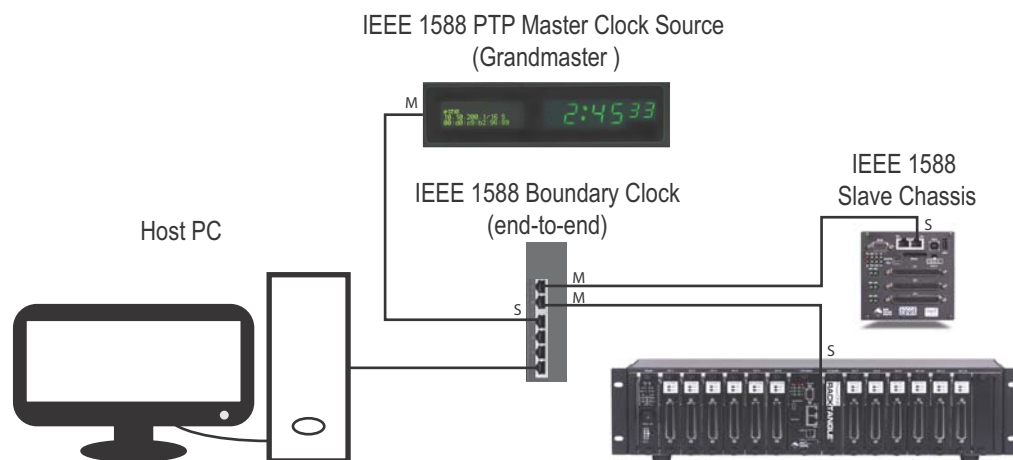 IEEE 1588 PTP Master Clock Source
(Grandmaster )
M
2:45 33
IEEE 1588
Slave Chassis
S
IEEE 1588 Boundary Clock
(end-to-end)
Host PC
M
M
S
S
RACKTANGLE